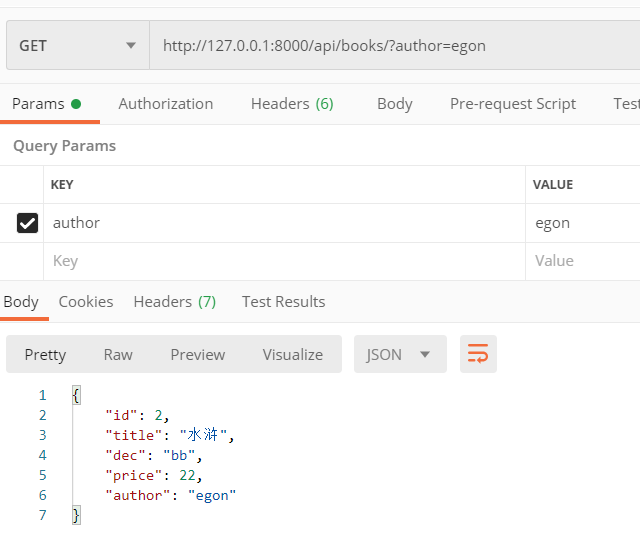 GET http://127.0.0.1:8000/api/books/?author=egon
Params Authorization Headers (6) Body Pre-request Script Test
Query Params
KEY VALUE
author egon
Key Value
Body Cookies Headers (7) Test Results
Pretty Raw Preview Visualize JSON
1 {
2 "id": 2,
3 "title": "水浒",
4 "dec": "bb",
5 "price": 22,
6 "author": "egon"
7 }